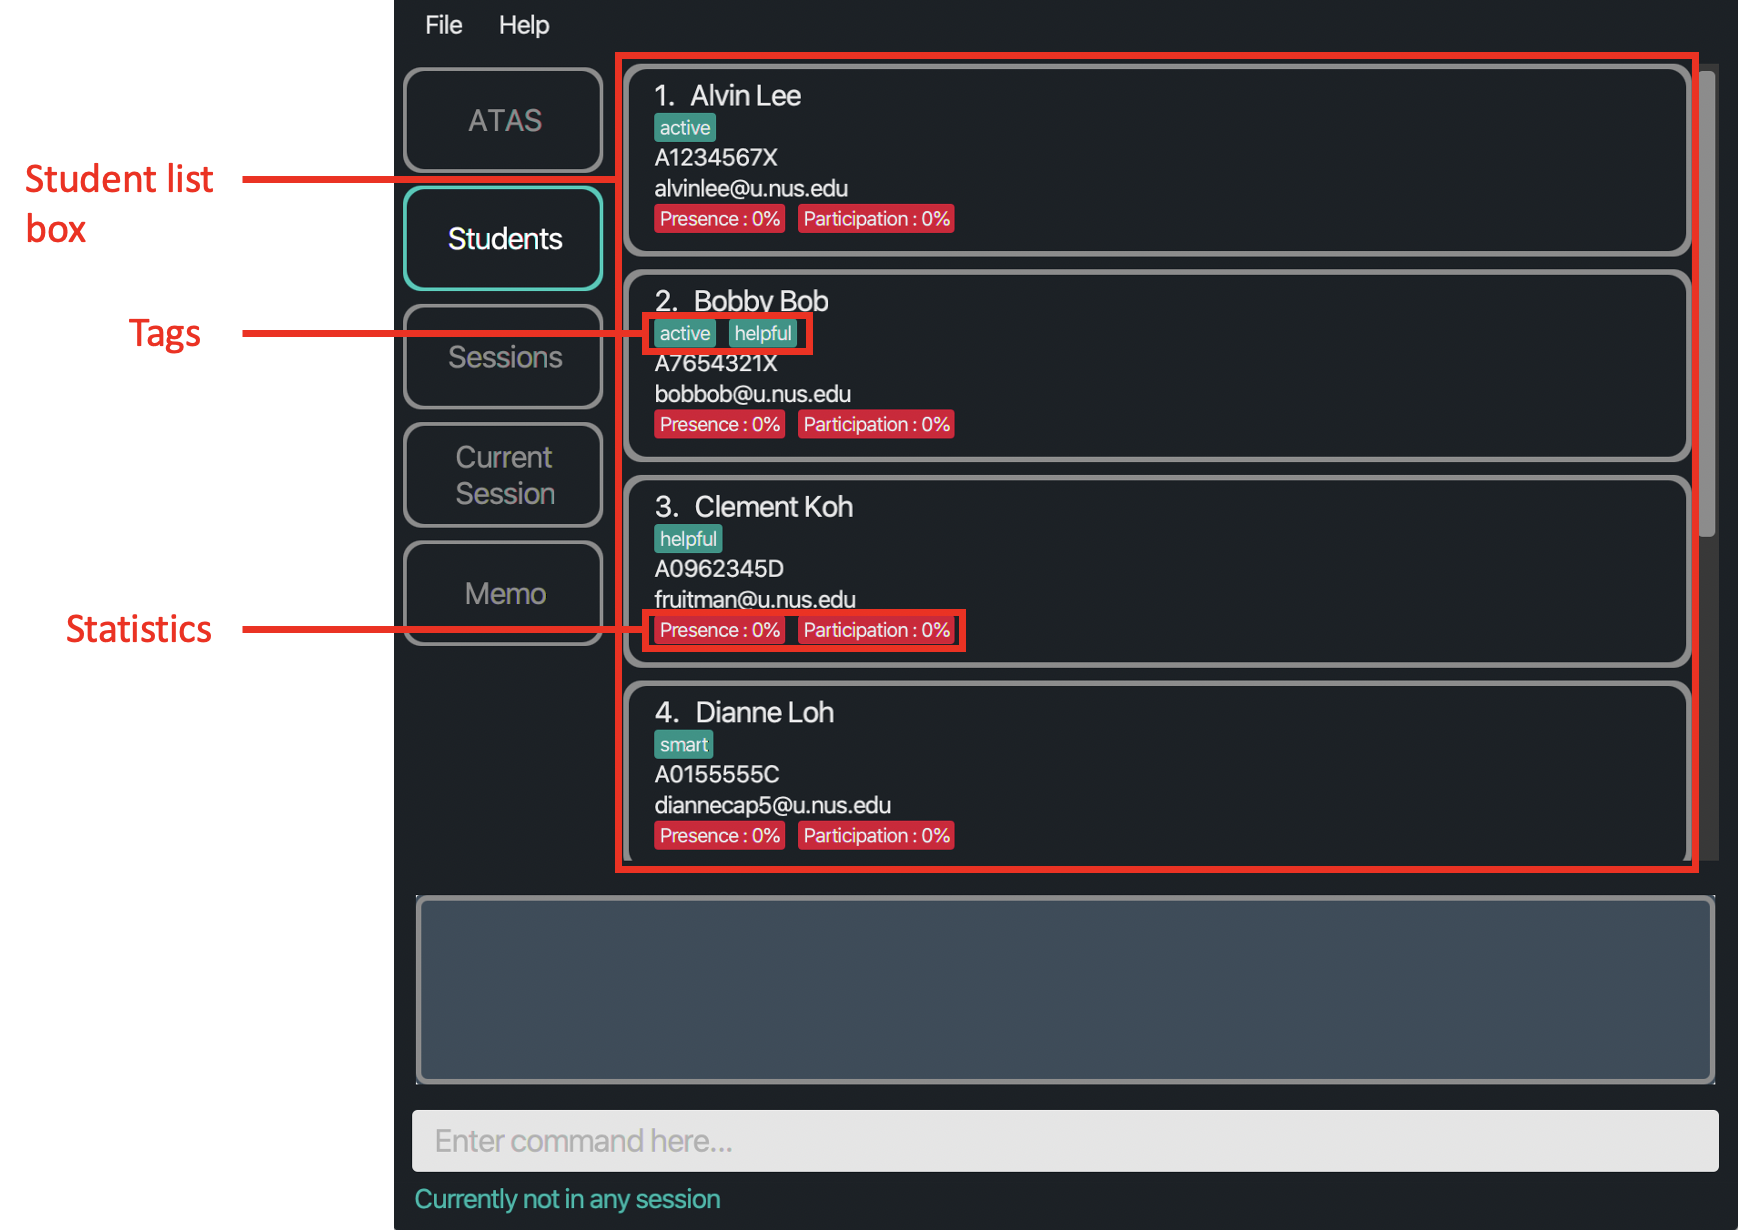 File Help
ATAS
Students
Sessions
Current
Session
Memo
Student list
box
Tags
Statistics
1. Alvin Lee
active
A1234567X
alvinlee@u.nus.edu
Presence : 0% Participation : 0%
2. Bobby Bob
active helpful
A7654321X
bobbob@u.nus.edu
Presence : 0% Participation : 0%
3. Clement Koh
helpful
A0962345D
fruitman@u.nus.edu
Presence : 0% Participation : 0%
4. Dianne Loh
smart
A0155555C
diannecap5@u.nus.edu
Presence : 0% Participation : 0%
Enter command here...
Currently not in any session